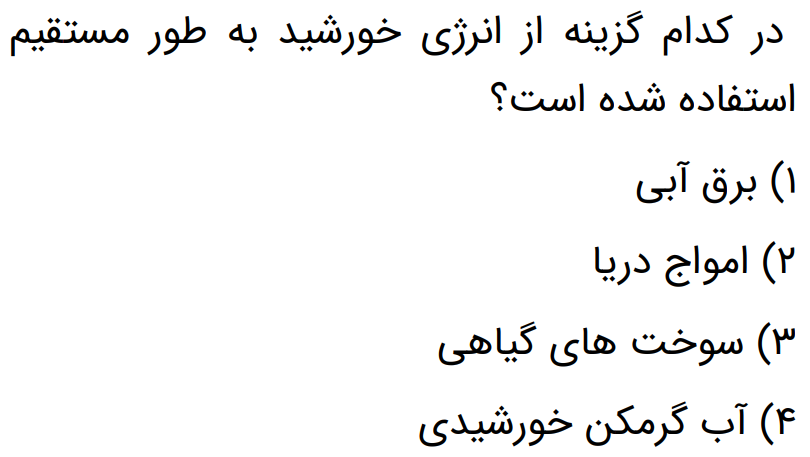 در کدام گزینه از انرژی خورشید به طور مستقیم
استفاده شده است؟
۱) برق آبی
۲) امواج دریا
۳) سوخت های گیاهی
۴) آب گرمکن خورشیدی